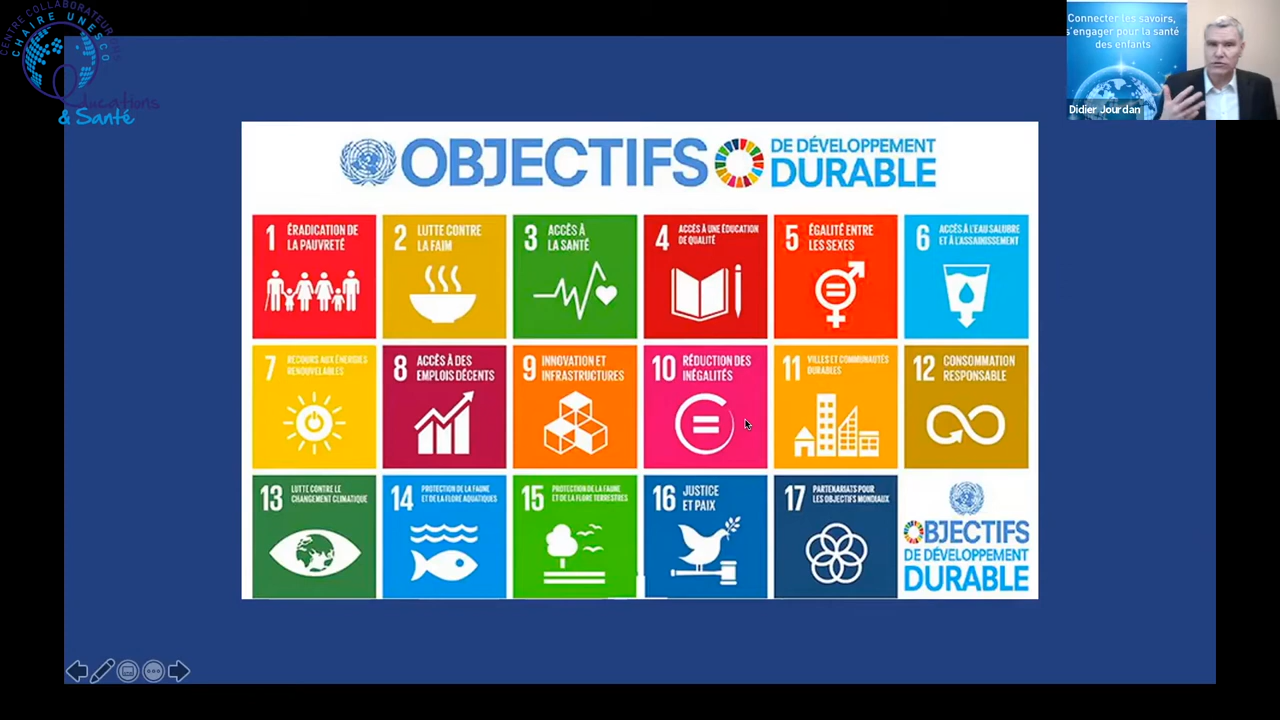 CENTRE COLLABORATEUR OMS
CHAIRE UNESCO
Éducations
& Santé
Connecter les savoirs,
s'engager pour la santé
des enfants
Didier Jourdan
OBJECTIFS
DE DÉVELOPPEMENT
DURABLE
1 ÉRADICATION DE
LA PAUVRETÉ
2 LUTTE CONTRE
LA FAIM
3 ACCÈS À
LA SANTÉ
4 ACCÈS À UNE ÉDUCATION
DE QUALITÉ
5 ÉGALITÉ ENTRE
LES SEXES
6 ACCÈS À L'EAU SALUBRE
ET À L'ASSAINISSEMENT
7 RECOURS AUX ÉNERGIES
RENOUVELABLES
8 ACCÈS À DES
EMPLOIS DÉCENTS
9 INNOVATION ET
INFRASTRUCTURES
10 RÉDUCTION DES
INÉGALITÉS
11 VILLES ET COMMUNAUTÉS
DURABLES
12 CONSOMMATION
RESPONSABLE
13 LUTTE CONTRE LE
CHANGEMENT CLIMATIQUE
14 PROTECTION DE LA FAUNE
ET DE LA FLORE AQUATIQUES
15 PROTECTION DE LA FAUNE
ET DE LA FLORE TERRESTRES
16 JUSTICE
ET PAIX
17 PARTENARIATS POUR
LES OBJECTIFS MONDIAUX
OBJECTIFS
DE DÉVELOPPEMENT
DURABLE